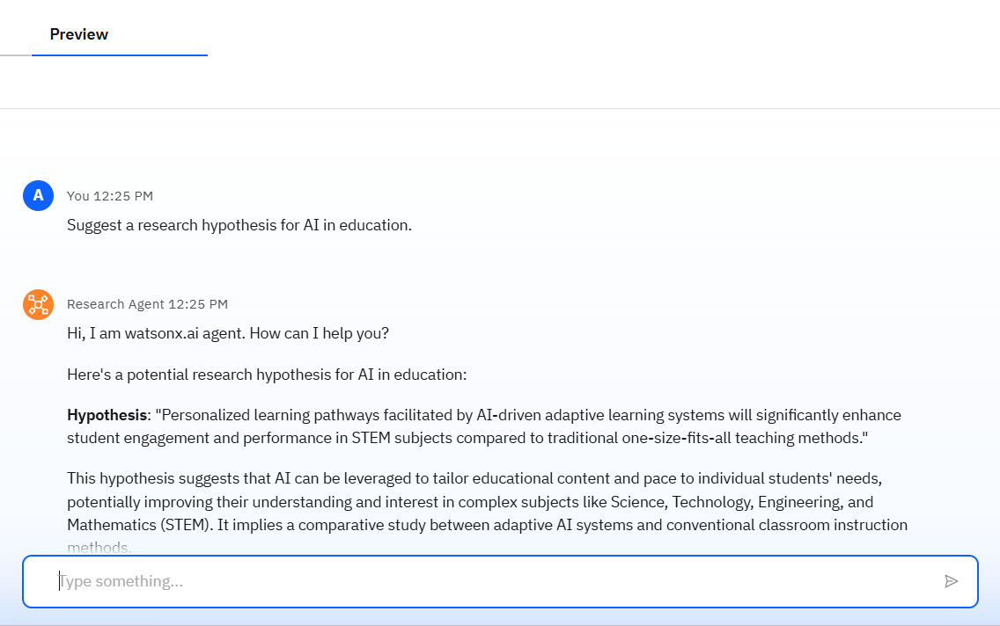 Preview
A
You 12:25 PM
Suggest a research hypothesis for AI in education.
Research Agent 12:25 PM
Hi, I am watsonx.ai agent. How can I help you?
Here's a potential research hypothesis for AI in education:
Hypothesis: "Personalized learning pathways facilitated by AI-driven adaptive learning systems will significantly enhance
student engagement and performance in STEM subjects compared to traditional one-size-fits-all teaching methods."
This hypothesis suggests that AI can be leveraged to tailor educational content and pace to individual students' needs,
potentially improving their understanding and interest in complex subjects like Science, Technology, Engineering, and
Mathematics (STEM). It implies a comparative study between adaptive AI systems and conventional classroom instruction
methods.
Type something...